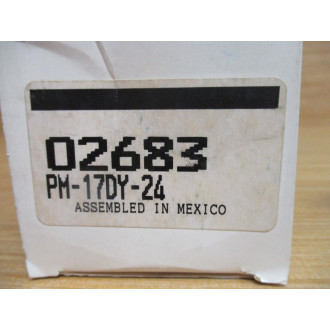 02683
PM-17DY-24
ASSEMBLED IN MEXICO